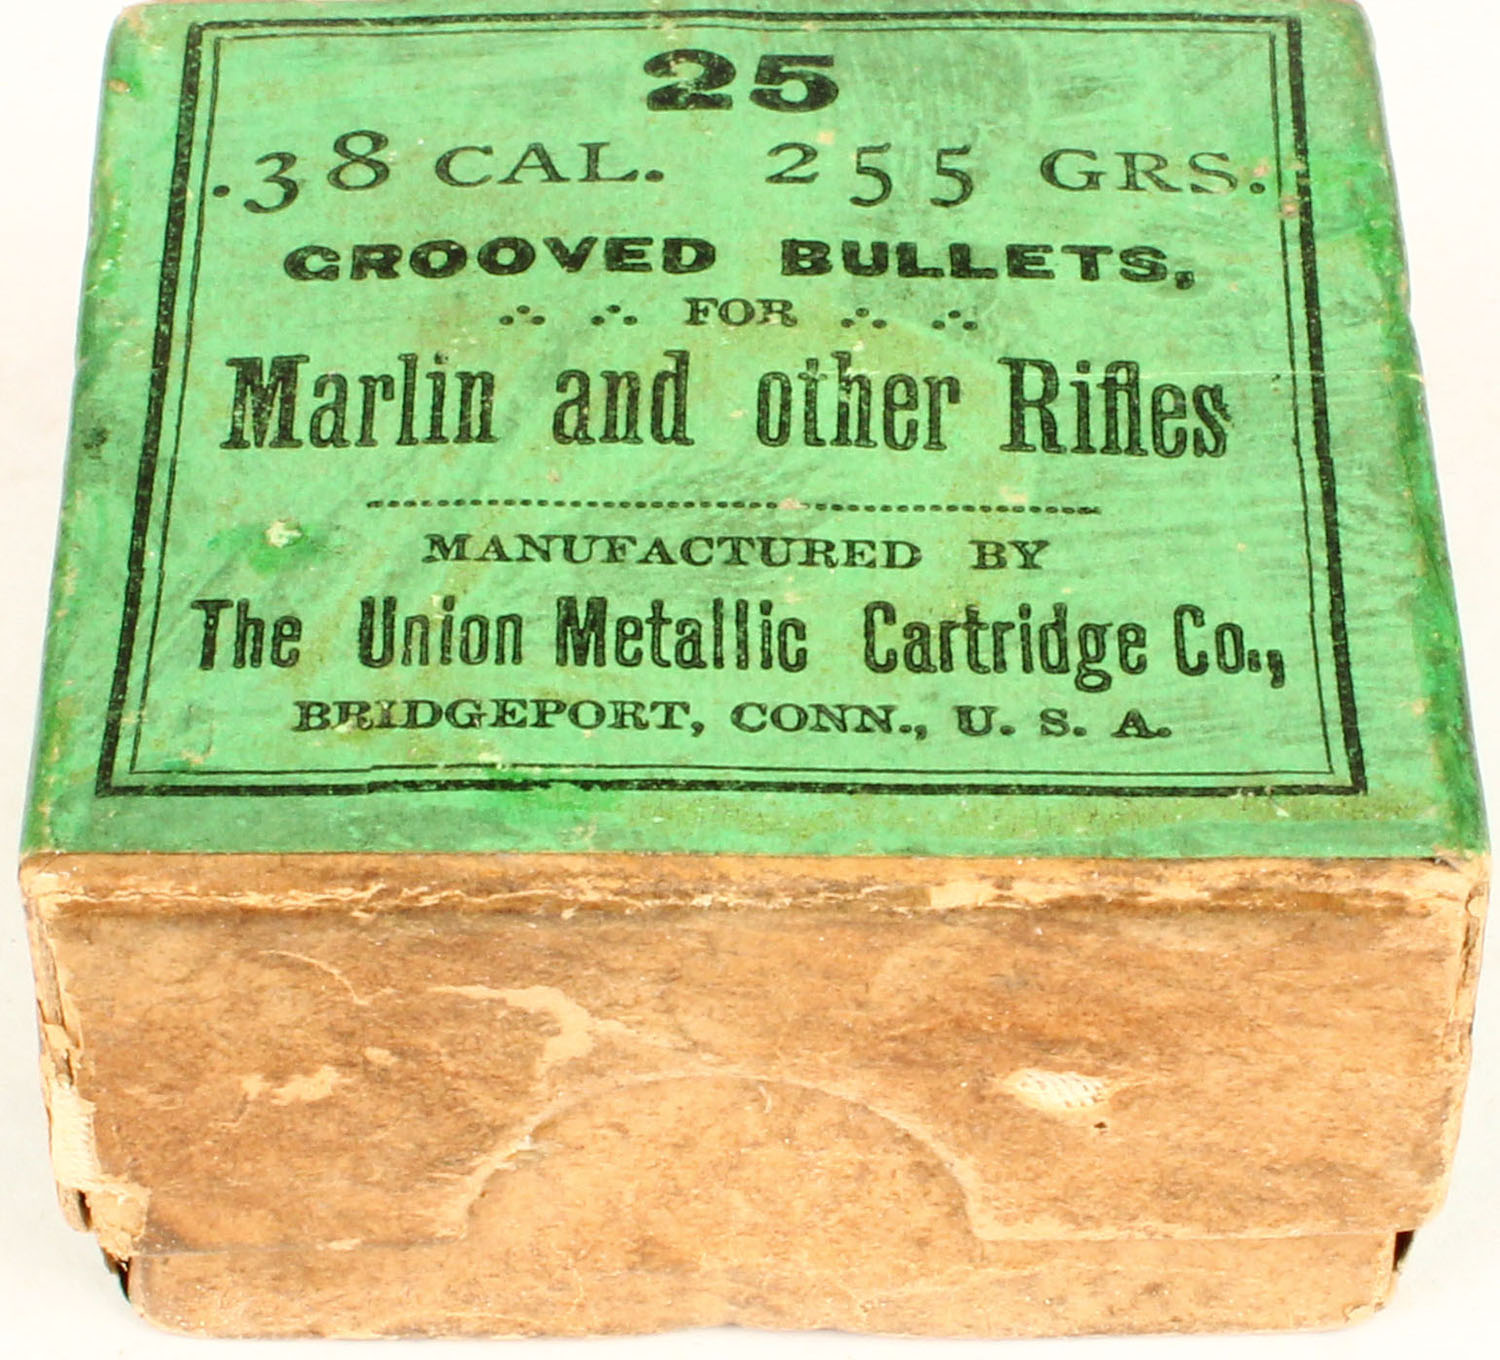 25
.38 CAL. 255 GRS.
GROOVED BULLETS,
FOR
Marlin and other Rifles
MANUFACTURED BY
The Union Metallic Cartridge Co.,
BRIDGEPORT, CONN., U. S. A.